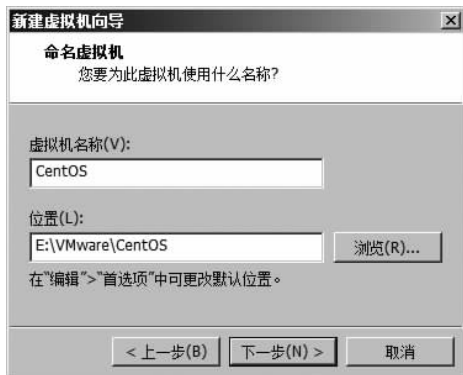 新建虚拟机向导
命名虚拟机
您要为此虚拟机使用什么名称?
虚拟机名称(V):
CentOS
位置(L):
E:\VMware\CentOS
浏览(R)...
在"编辑">"首选项"中可更改默认位置。
< 上一步(B)
下一步(N) >
取消